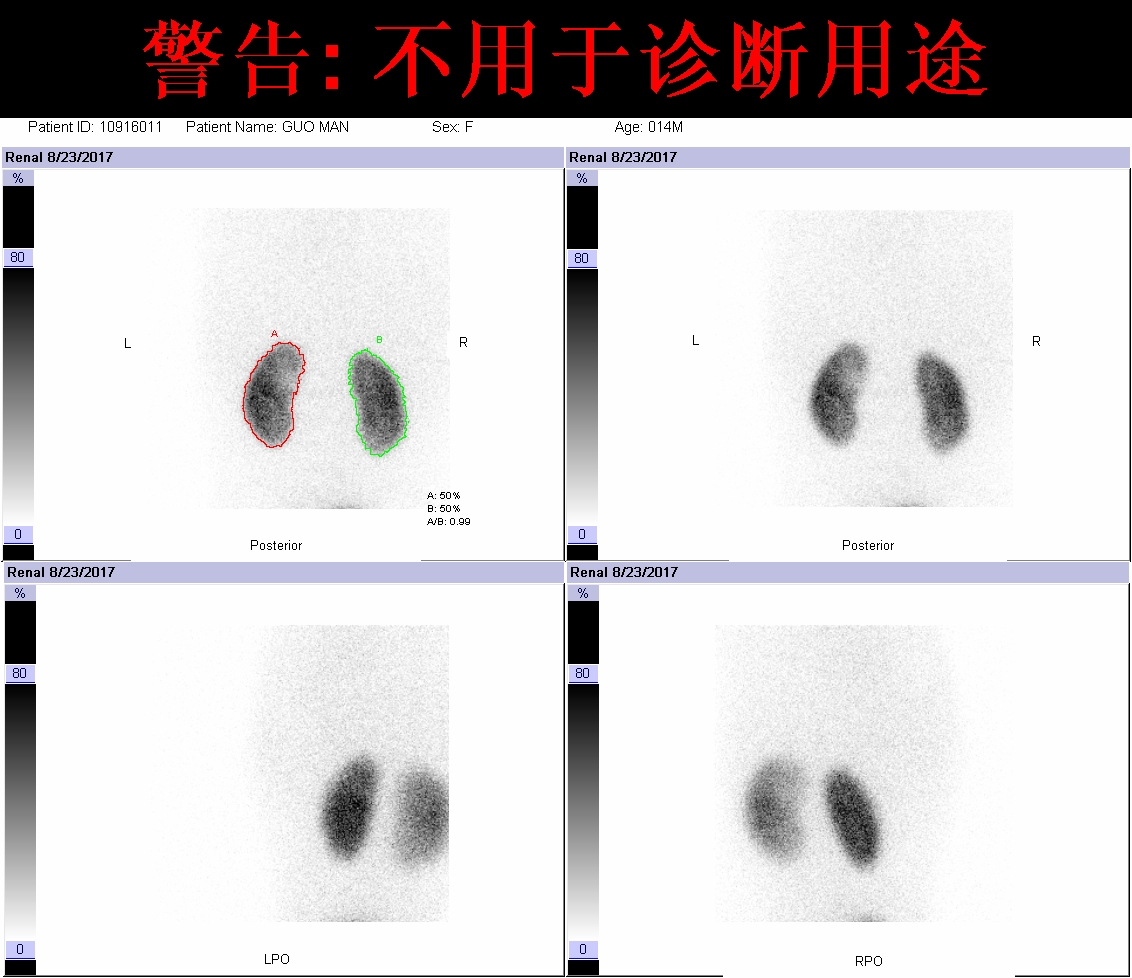 警告: 不用于诊断用途
Patient ID: 10916011 Patient Name: GUO MAN Sex: F Age: 014M
Renal 8/23/2017
%
80
A
B
L
R
A: 50%
B: 50%
A/B: 0.99
0
Posterior
Renal 8/23/2017
%
80
L
R
0
Posterior
Renal 8/23/2017
%
80
0
LPO
Renal 8/23/2017
%
80
0
RPO